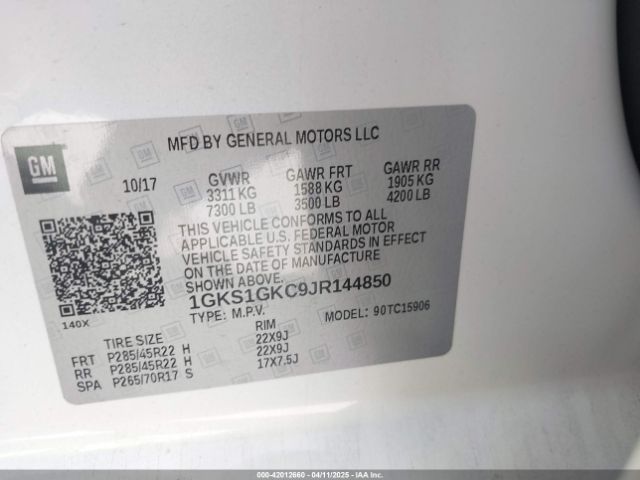 GM
MFD BY GENERAL MOTORS LLC
10/17
GVWR GAWR FRT GAWR RR
3311 KG 1588 KG 1905 KG
7300 LB 3500 LB 4200 LB
THIS VEHICLE CONFORMS TO ALL
APPLICABLE U.S. FEDERAL MOTOR
VEHICLE SAFETY STANDARDS IN EFFECT
ON THE DATE OF MANUFACTURE
SHOWN ABOVE.
1GKS1GKC9JR144850
TYPE: M.P.V. MODEL: 90TC15906
140X
TIRE SIZE RIM
FRT P285/45R22 H 22X9J
RR P285/45R22 H 22X9J
SPA P265/70R17 S 17X7.5J
000-42012660 - 04/11/2025 - IAAI.COM